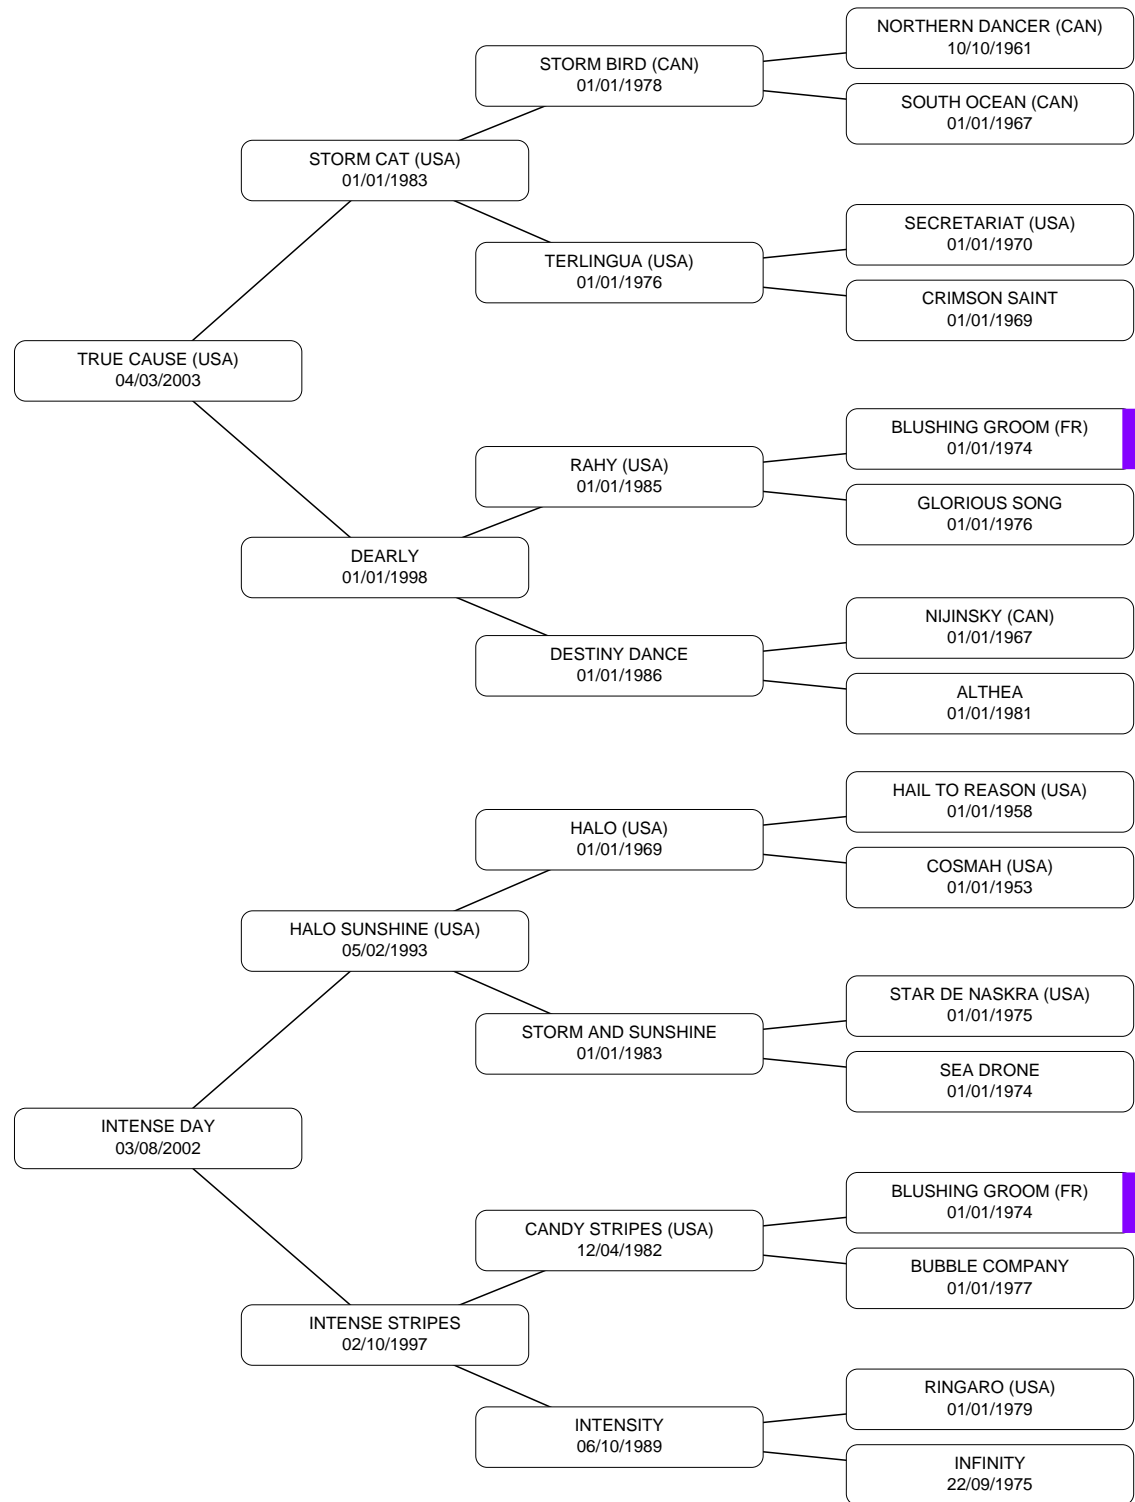 NORTHERN DANCER (CAN)
10/10/1961
STORM BIRD (CAN)
01/01/1978
SOUTH OCEAN (CAN)
01/01/1967
STORM CAT (USA)
01/01/1983
SECRETARIAT (USA)
01/01/1970
TERLINGUA (USA)
01/01/1976
CRIMSON SAINT
01/01/1969
TRUE CAUSE (USA)
04/03/2003
BLUSHING GROOM (FR)
01/01/1974
RAHY (USA)
01/01/1985
GLORIOUS SONG
01/01/1976
DEARLY
01/01/1998
NIJINSKY (CAN)
01/01/1967
DESTINY DANCE
01/01/1986
ALTHEA
01/01/1981
HAIL TO REASON (USA)
01/01/1958
HALO (USA)
01/01/1969
COSMAH (USA)
01/01/1953
HALO SUNSHINE (USA)
05/02/1993
STAR DE NASKRA (USA)
01/01/1975
STORM AND SUNSHINE
01/01/1983
SEA DRONE
01/01/1974
INTENSE DAY
03/08/2002
BLUSHING GROOM (FR)
01/01/1974
CANDY STRIPES (USA)
12/04/1982
BUBBLE COMPANY
01/01/1977
INTENSE STRIPES
02/10/1997
RINGARO (USA)
01/01/1979
INTENSITY
06/10/1989
INFINITY
22/09/1975